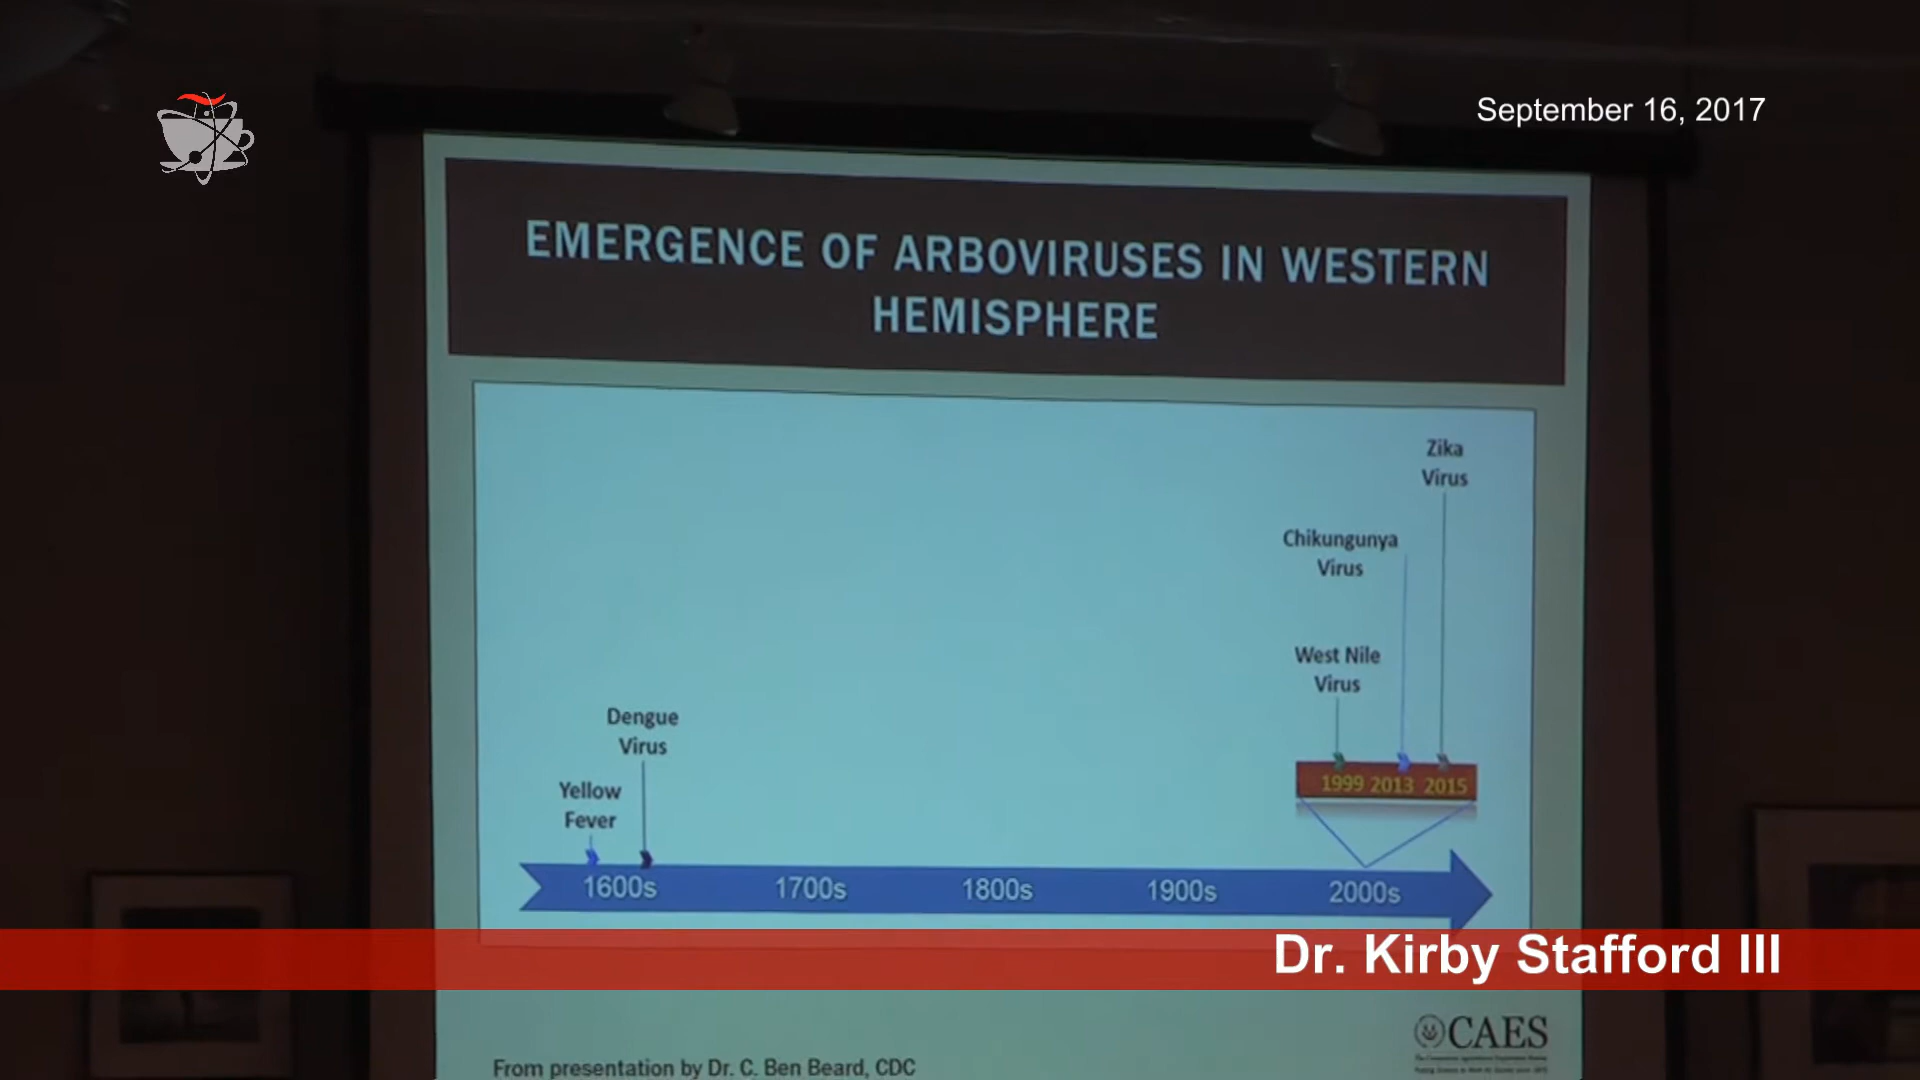 September 16, 2017
EMERGENCE OF ARBOVIRUSES IN WESTERN
HEMISPHERE
Zika
Virus
Chikungunya
Virus
West Nile
Virus
Dengue
Virus
Yellow
Fever
1999 2013 2015
1600s 1700s 1800s 1900s 2000s
Dr. Kirby Stafford III
CAES
From presentation by Dr. C. Ben Beard, CDC